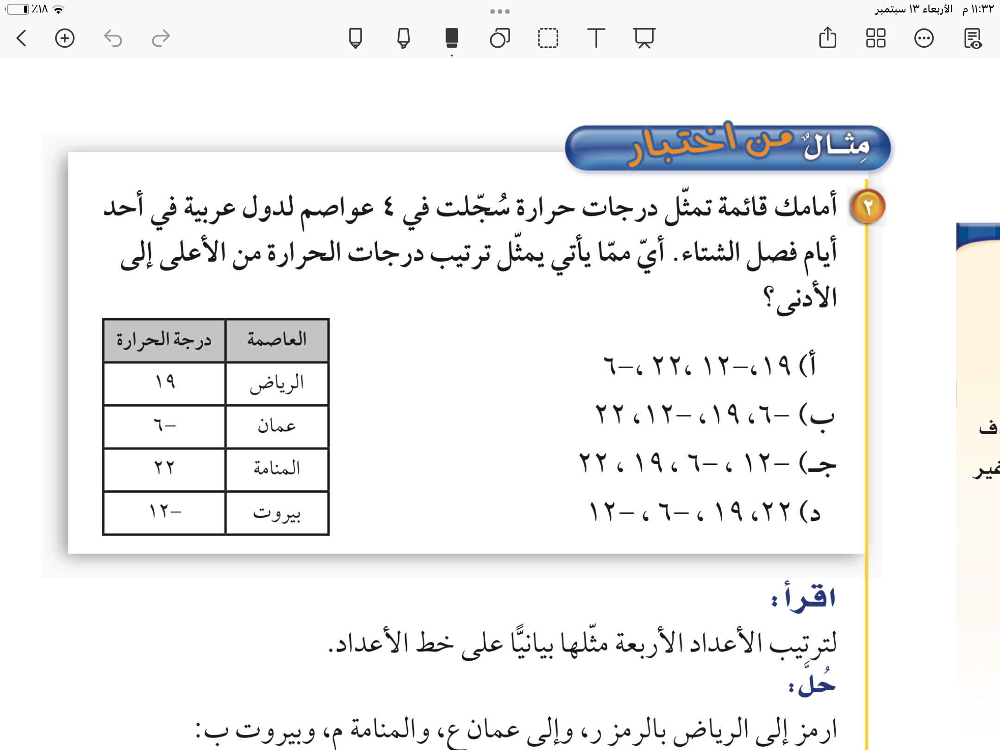 ١١:٣٢ م الأربعاء ١٣ سبتمبر
٪١٨
مِثـالٌ من اختبار
٢ أمامك قائمة تمثّل درجات حرارة سُجّلت في ٤ عواصم لدول عربية في أحد
أيام فصل الشتاء. أيّ ممّا يأتي يمثّل ترتيب درجات الحرارة من الأعلى إلى
الأدنى؟
أ) ١٩،–١٢ ،٢٢ ،–٦
ب) –٦، ١٩، –١٢، ٢٢
جـ) –١٢ ، –٦ ، ١٩ ، ٢٢
د) ٢٢، ١٩ ، –٦ ، –١٢
العاصمة درجة الحرارة
الرياض ١٩
عمان –٦
المنامة ٢٢
بيروت –١٢
اقرأ:
لترتيب الأعداد الأربعة مثّلها بيانيًّا على خط الأعداد.
حُلَّ:
ارمز إلى الرياض بالرمز ر، وإلى عمان ع، والمنامة م، وبيروت ب: